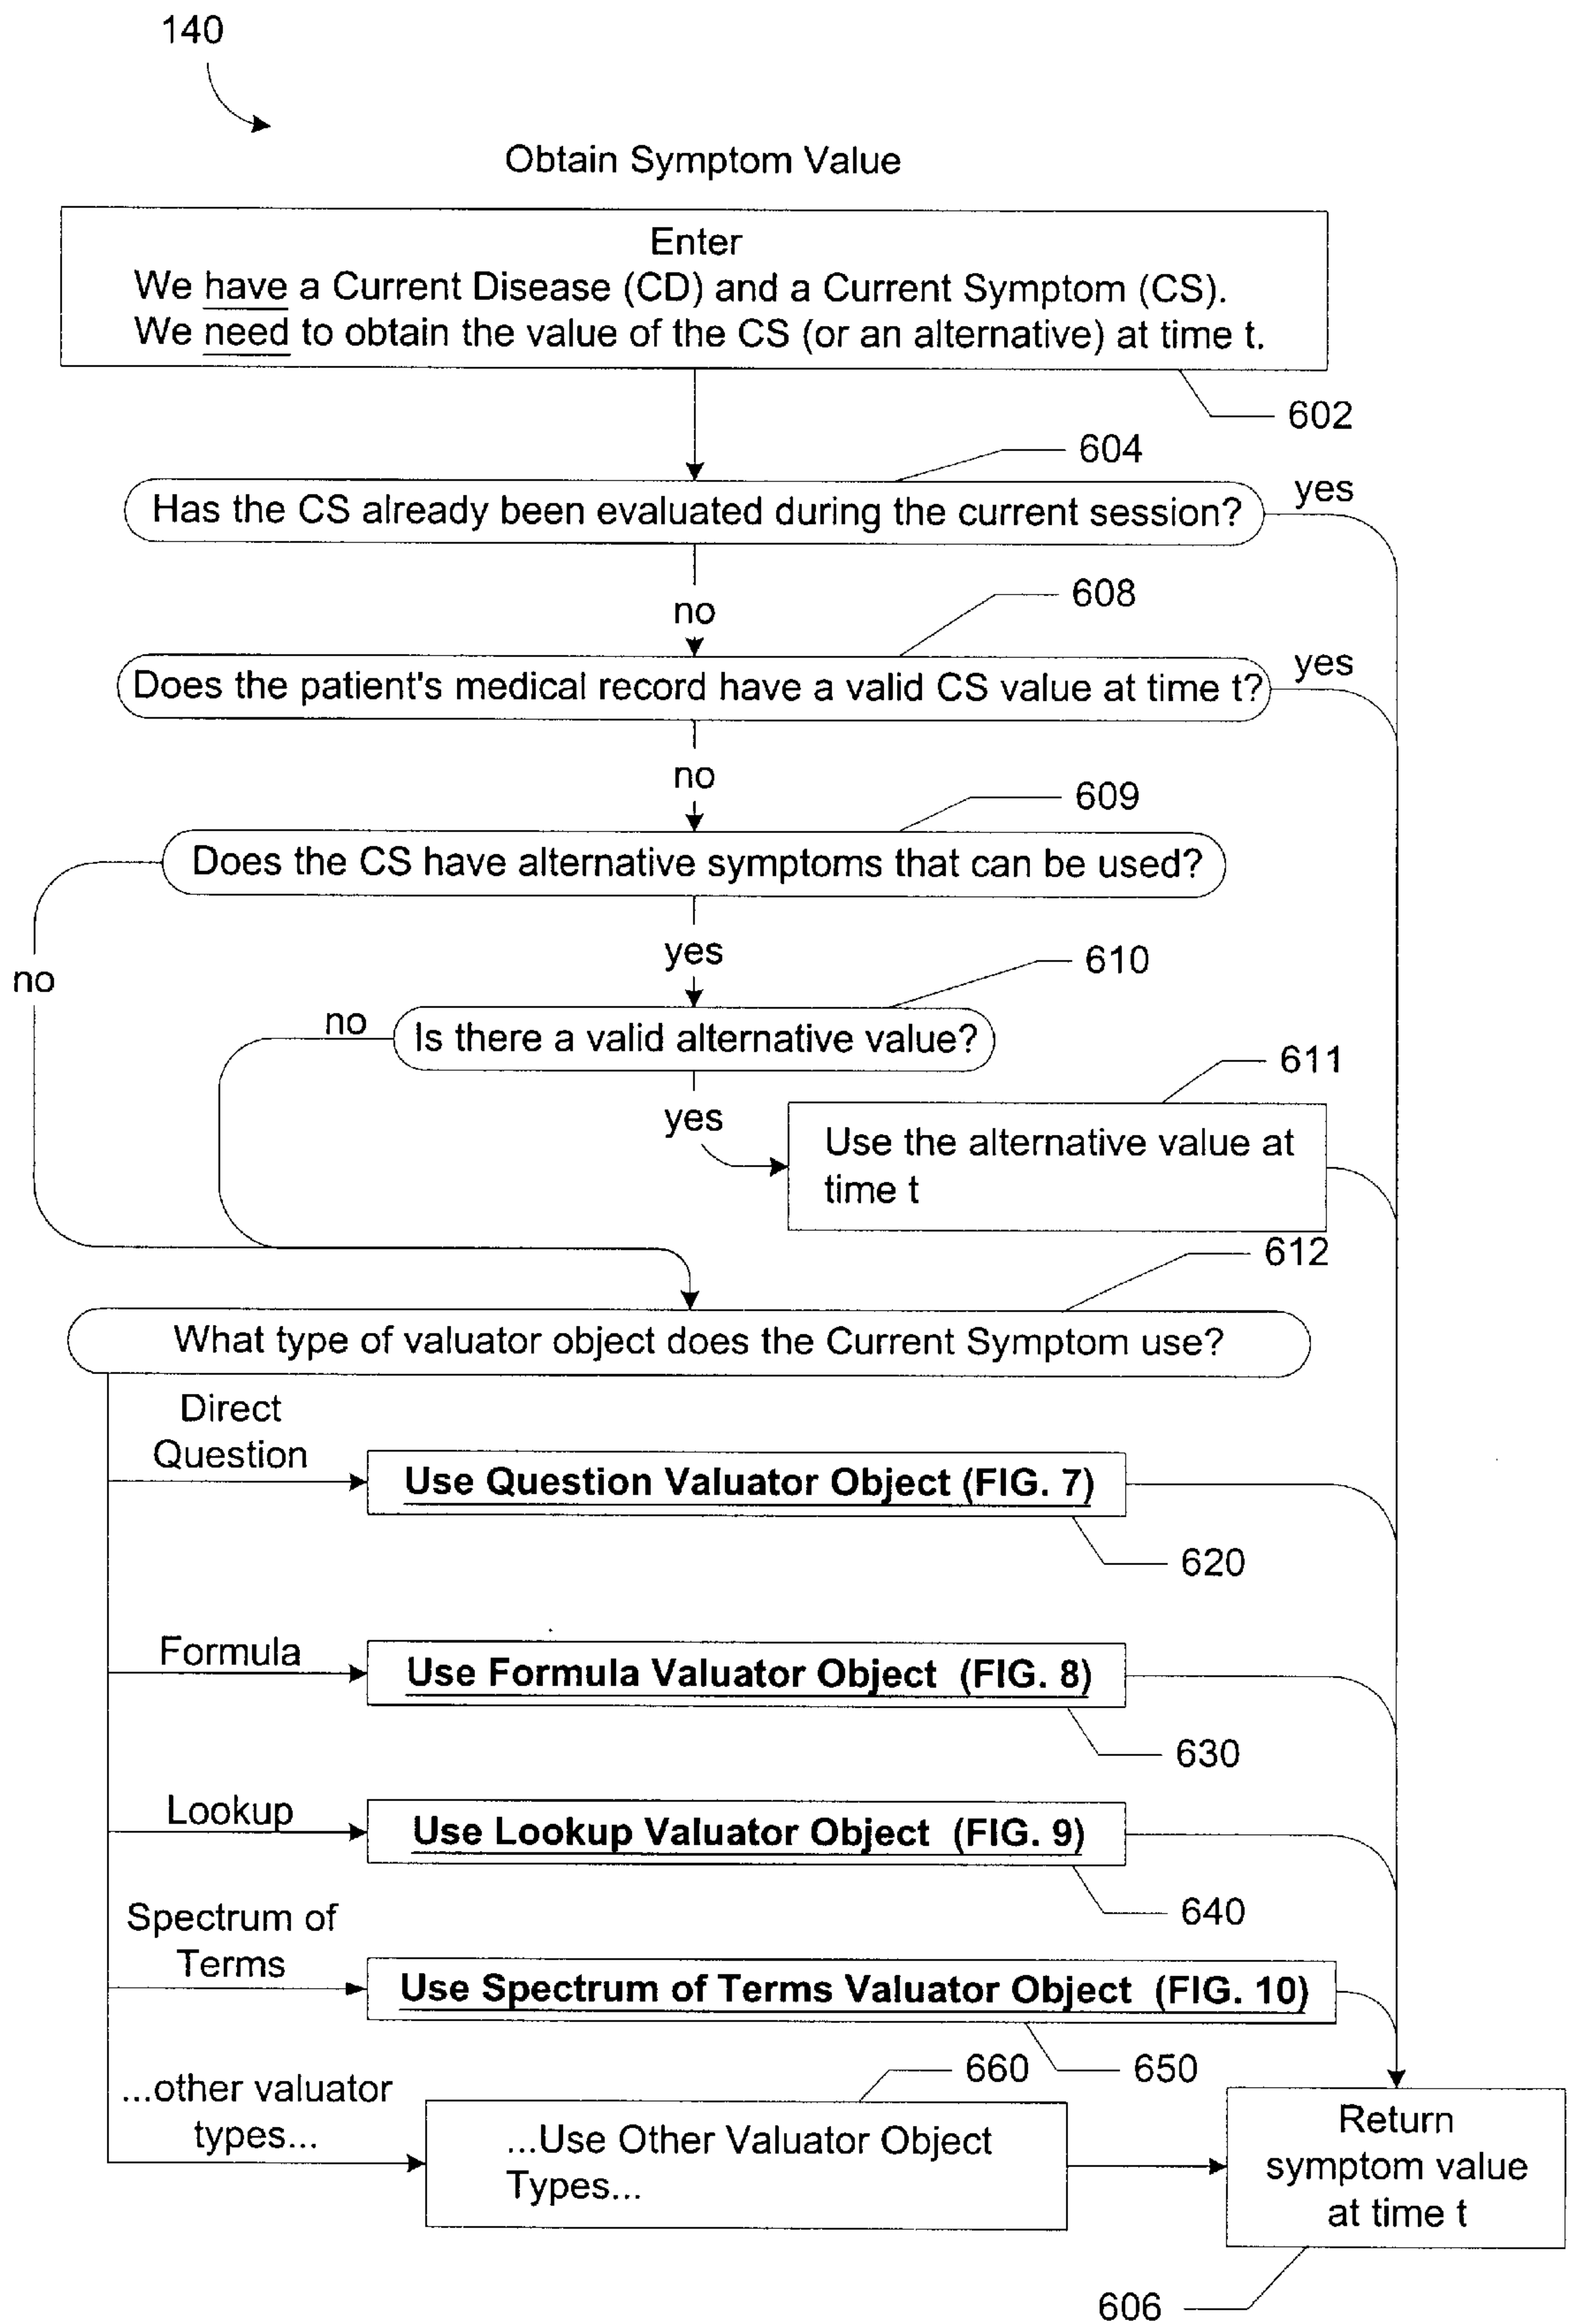 140
Obtain Symptom Value
Enter
We have a Current Disease (CD) and a Current Symptom (CS).
We need to obtain the value of the CS (or an alternative) at time t.
602
604
Has the CS already been evaluated during the current session?
yes
no
608
Does the patient's medical record have a valid CS value at time t?
yes
no
609
Does the CS have alternative symptoms that can be used?
no
yes
610
Is there a valid alternative value?
no
yes
611
Use the alternative value at
time t
612
What type of valuator object does the Current Symptom use?
Direct
Question
Use Question Valuator Object (FIG. 7)
620
Formula
Use Formula Valuator Object (FIG. 8)
630
Lookup
Use Lookup Valuator Object (FIG. 9)
640
Spectrum of
Terms
Use Spectrum of Terms Valuator Object (FIG. 10)
650
660
...other valuator
types...
...Use Other Valuator Object
Types...
Return
symptom value
at time t
606